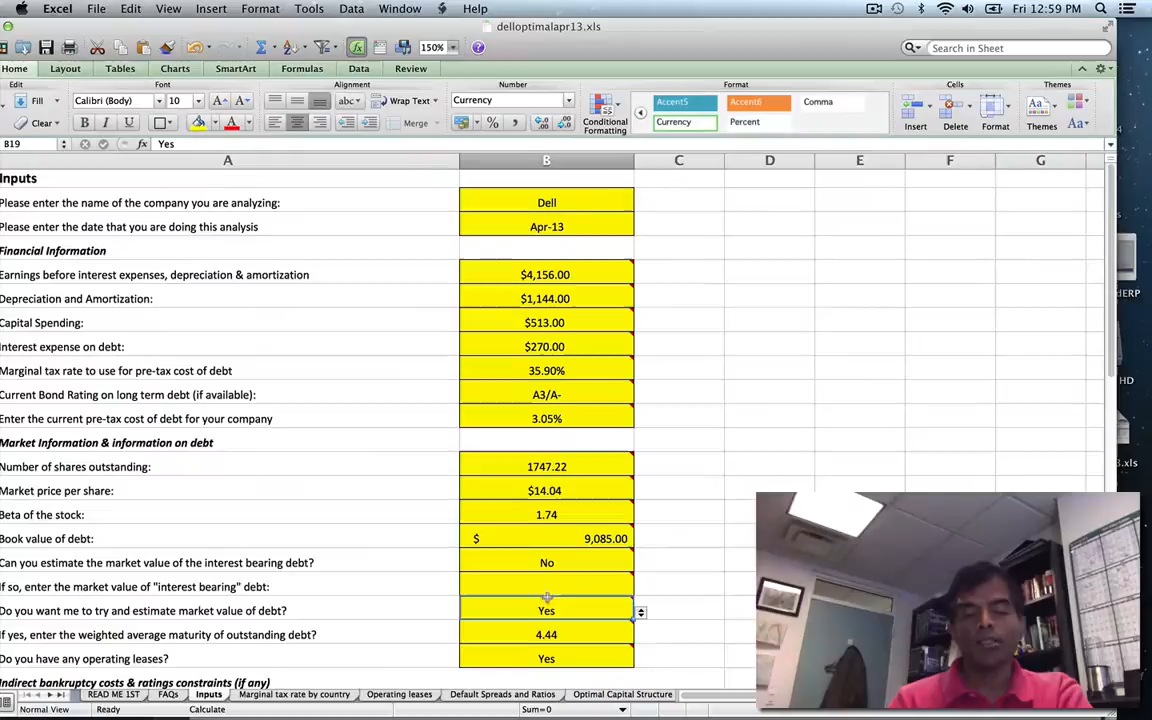 Excel File Edit View Insert Format Tools Data Window Help Fri 12:59 PM
delloptimalapr13.xls
150% Search in Sheet
Home Layout Tables Charts SmartArt Formulas Data Review
Edit Font Alignment Number Format Cells Themes
Fill Calibri (Body) 10 abc Wrap Text Currency Accent5 Accent6 Comma
Clear B I U Merge % Conditional Formatting Currency Percent Insert Delete Format Themes Aa
B19 fx Yes
A B C D E F G
Inputs
Please enter the name of the company you are analyzing: Dell
Please enter the date that you are doing this analysis Apr-13
Financial Information
Earnings before interest expenses, depreciation & amortization $4,156.00
Depreciation and Amortization: $1,144.00
Capital Spending: $513.00
Interest expense on debt: $270.00
Marginal tax rate to use for pre-tax cost of debt 35.90%
Current Bond Rating on long term debt (if available): A3/A-
Enter the current pre-tax cost of debt for your company 3.05%
Market Information & information on debt
Number of shares outstanding: 1747.22
Market price per share: $14.04
Beta of the stock: 1.74
Book value of debt: $ 9,085.00
Can you estimate the market value of the interest bearing debt? No
If so, enter the market value of "interest bearing" debt:
Do you want me to try and estimate market value of debt? Yes
If yes, enter the weighted average maturity of outstanding debt? 4.44
Do you have any operating leases? Yes
Indirect bankruptcy costs & ratings constraints (if any)
READ ME 1ST FAQs Inputs Marginal tax rate by country Operating leases Default Spreads and Ratios Optimal Capital Structure
Normal View Ready Calculate Sum=0
dERP
HD
3.xls